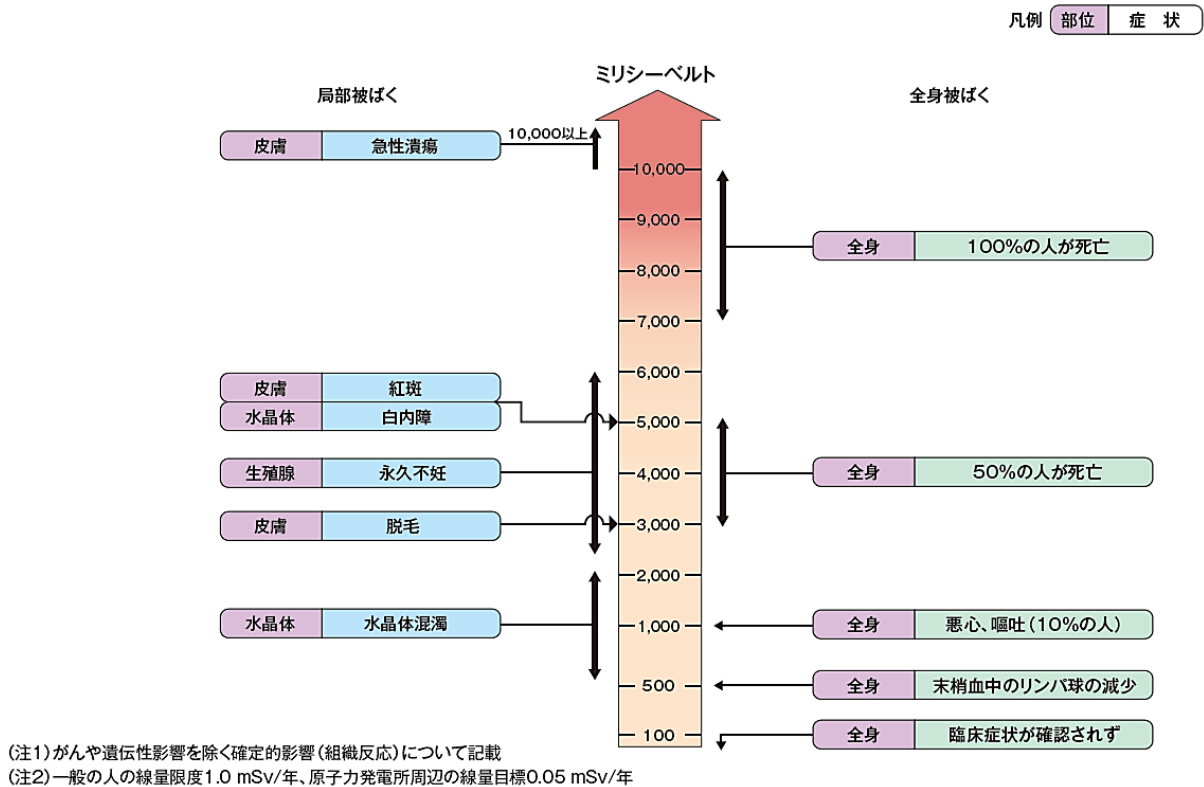 凡例 部位 症 状
ミリシーベルト
局部被ばく
全身被ばく
皮膚 急性潰瘍 10,000以上
10,000
9,000
全身 100%の人が死亡
8,000
7,000
6,000
皮膚 紅斑
水晶体 白内障
5,000
生殖腺 永久不妊
4,000
全身 50%の人が死亡
皮膚 脱毛
3,000
2,000
水晶体 水晶体混濁
1,000
全身 悪心、嘔吐(10%の人)
500
全身 末梢血中のリンパ球の減少
100
全身 臨床症状が確認されず
(注1)がんや遺伝性影響を除く確定的影響(組織反応)について記載
(注2)一般の人の線量限度1.0 mSv/年、原子力発電所周辺の線量目標0.05 mSv/年